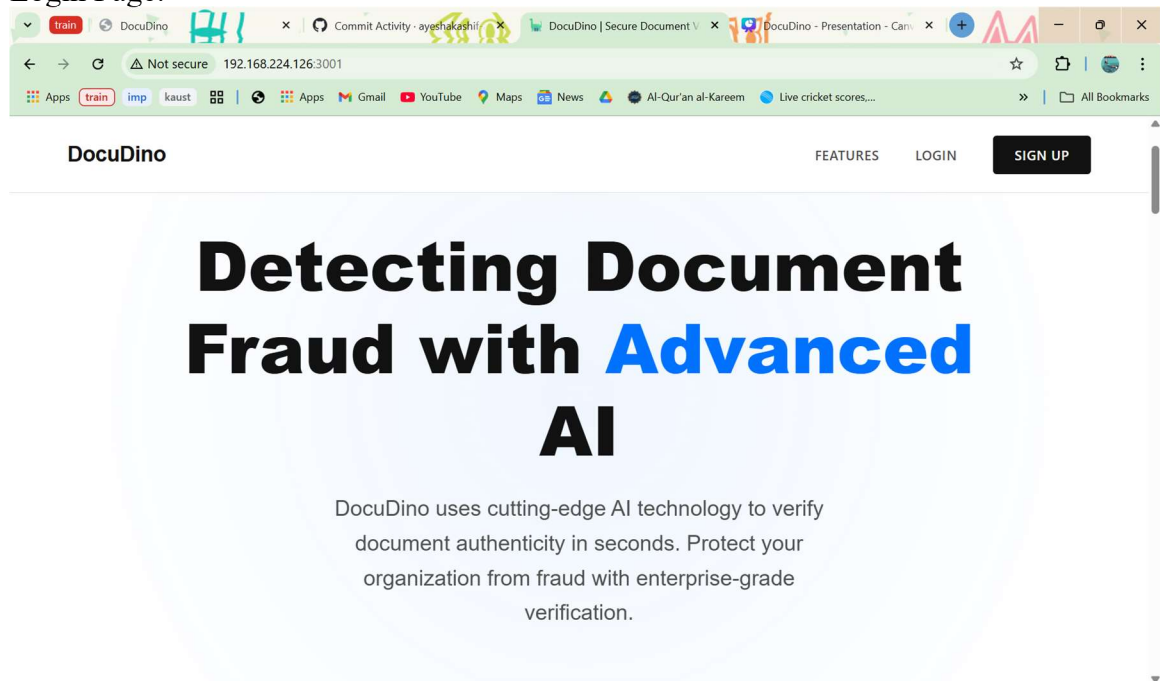 Login Page:
train DocuDino Commit Activity · ayeshakashif DocuDino | Secure Document V DocuDino - Presentation - Canv
Not secure 192.168.224.126:3001
Apps train imp kaust Apps Gmail YouTube Maps News Al-Qur'an al-Kareem Live cricket scores,... » All Bookmarks
DocuDino FEATURES LOGIN SIGN UP
Detecting Document
Fraud with Advanced
AI
DocuDino uses cutting-edge AI technology to verify
document authenticity in seconds. Protect your
organization from fraud with enterprise-grade
verification.